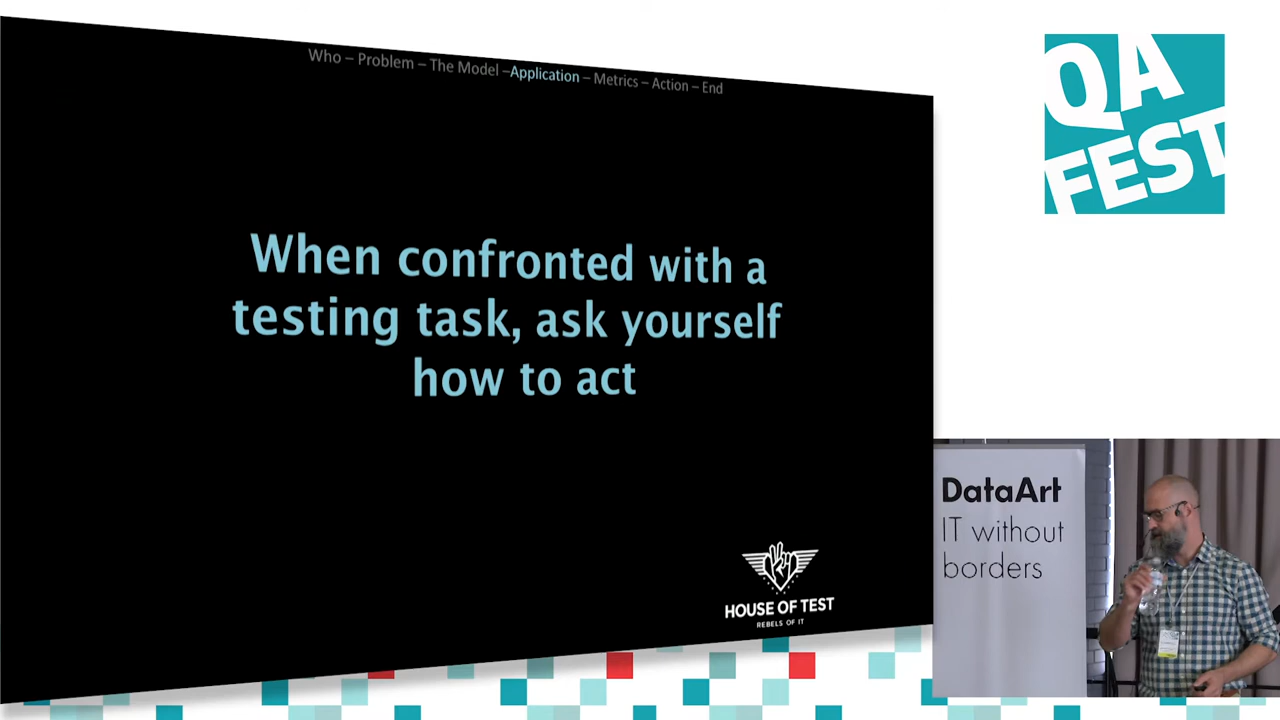 Who – Problem – The Model –Application – Metrics – Action – End
When confronted with a
testing task, ask yourself
how to act
HOUSE OF TEST
REBELS OF IT
QA
FEST
DataArt
IT without
borders